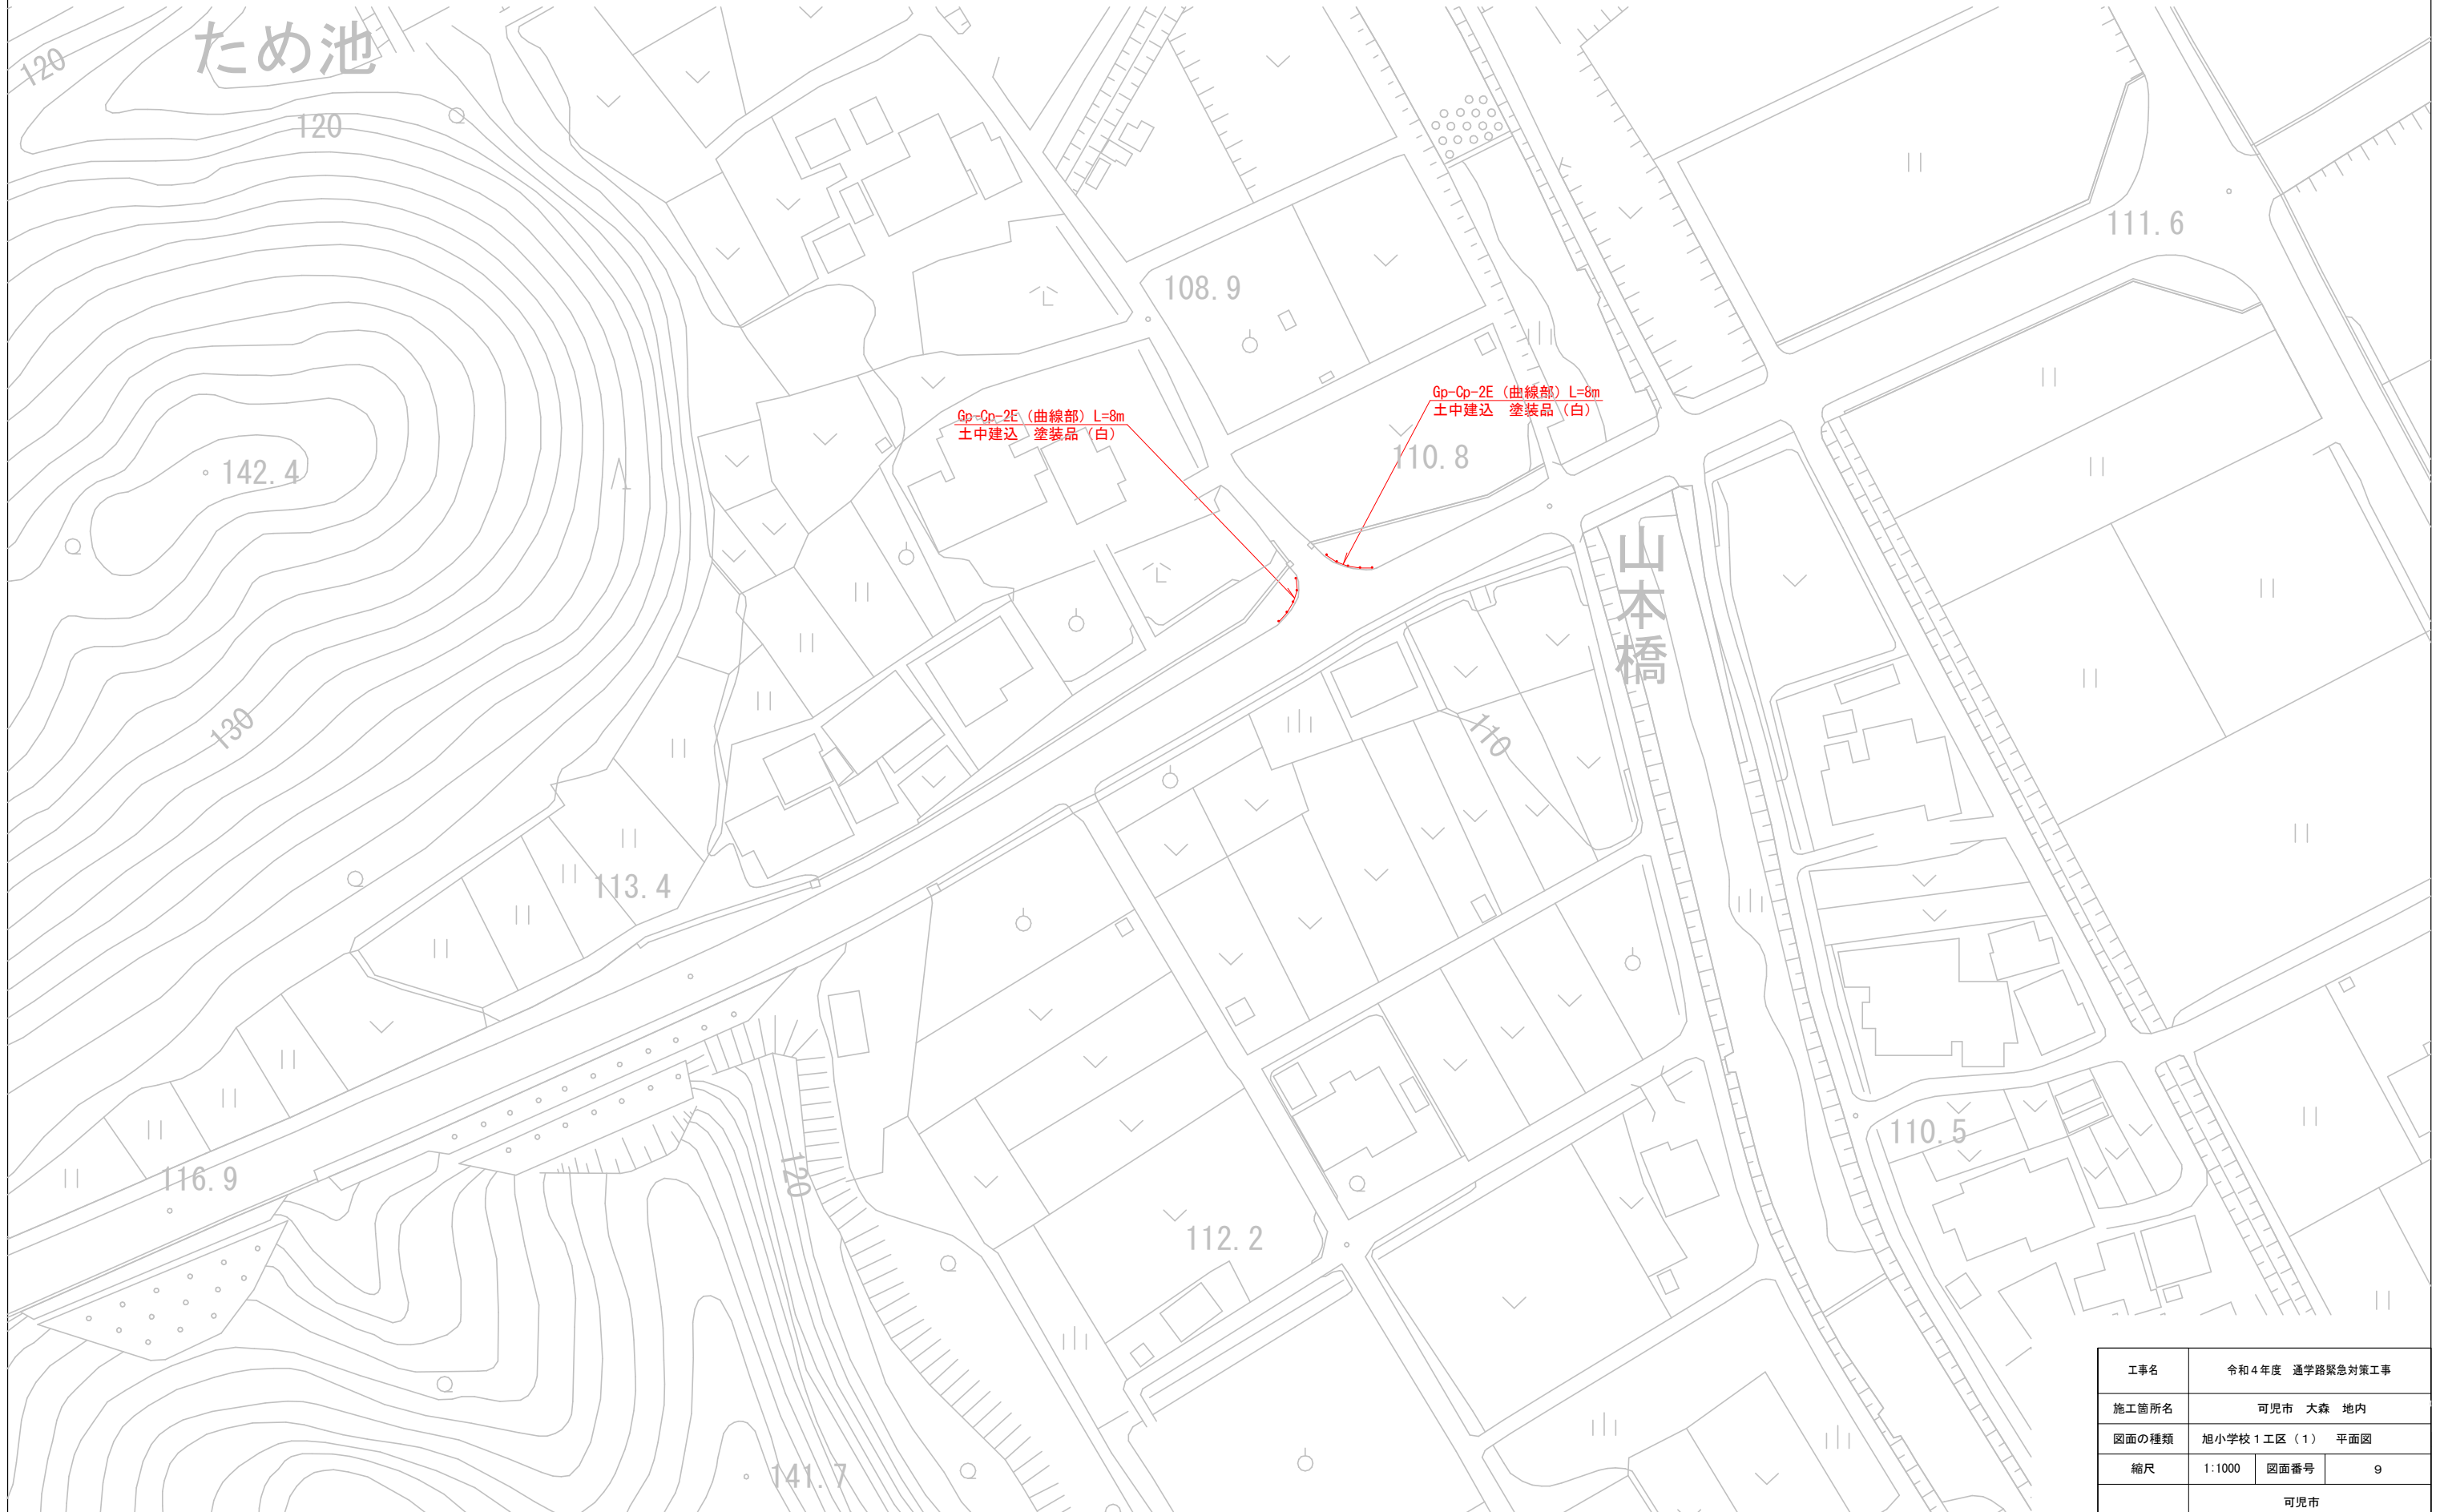 ため池
120
120
111.6
108.9
Gp-Cp-2E（曲線部）L=8m
土中建込　塗装品（白）
Gp-Cp-2E（曲線部）L=8m
土中建込　塗装品（白）
110.8
142.4
山本橋
130
110
113.4
110.5
116.9
120
112.2
141.7
工事名　令和４年度　通学路緊急対策工事
施工箇所名　可児市　大森　地内
図面の種類　旭小学校１工区（１）　平面図
縮尺　1:1000　図面番号　９
可児市